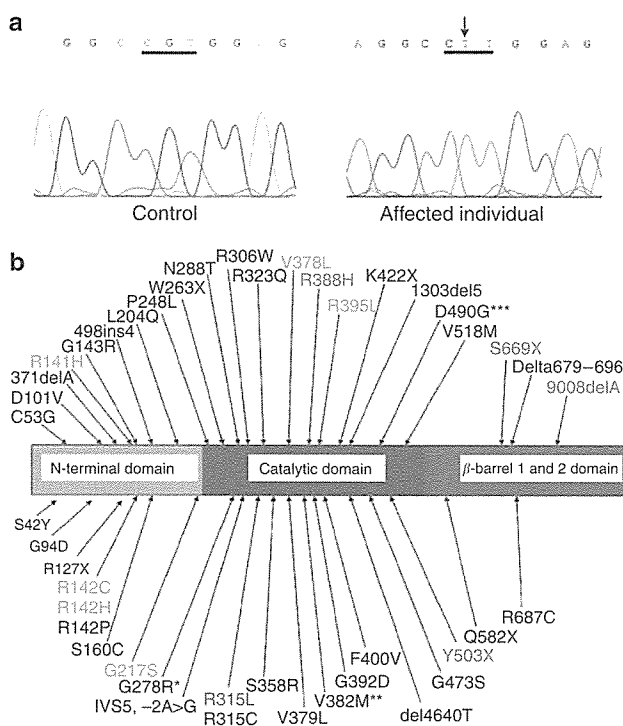 a
G G C C G T G G . G
A G G C C T T G G A G
Control
Affected individual
b
N288T
R306W
V378L
W263X
R323Q
R388H
K422X
P248L
R395L
1303del5
L204Q
D490G***
498ins4
V518M
G143R
S669X
R141H
Delta679–696
371delA
9008delA
D101V
C53G
N-terminal domain
Catalytic domain
β-barrel 1 and 2 domain
S42Y
G94D
R127X
R142C
R142H
R142P
S160C
G217S
G278R*
IVS5, –2A>G
R315L
R315C
S358R
V379L
V382M**
G392D
F400V
del4640T
G473S
Y503X
Q582X
R687C